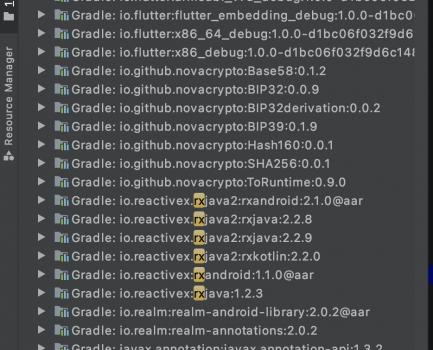 Gradle: io.flutter:flutter_embedding_debug:1.0.0-d1bc0
Gradle: io.flutter:x86_64_debug:1.0.0-d1bc06f032f9d6
Gradle: io.flutter:x86_debug:1.0.0-d1bc06f032f9d6c148
Gradle: io.github.novacrypto:Base58:0.1.2
Gradle: io.github.novacrypto:BIP32:0.0.9
Gradle: io.github.novacrypto:BIP32derivation:0.0.2
Gradle: io.github.novacrypto:BIP39:0.1.9
Gradle: io.github.novacrypto:Hash160:0.0.1
Gradle: io.github.novacrypto:SHA256:0.0.1
Gradle: io.github.novacrypto:ToRuntime:0.9.0
Gradle: io.reactivex.rxjava2:rxandroid:2.1.0@aar
Gradle: io.reactivex.rxjava2:rxjava:2.2.8
Gradle: io.reactivex.rxjava2:rxjava:2.2.9
Gradle: io.reactivex.rxjava2:rxkotlin:2.2.0
Gradle: io.reactivex:rxandroid:1.1.0@aar
Gradle: io.reactivex:rxjava:1.2.3
Gradle: io.realm:realm-android-library:2.0.2@aar
Gradle: io.realm:realm-annotations:2.0.2
Gradle: javax.annotation:javax.annotation-api:1.3.2
Resource Manager